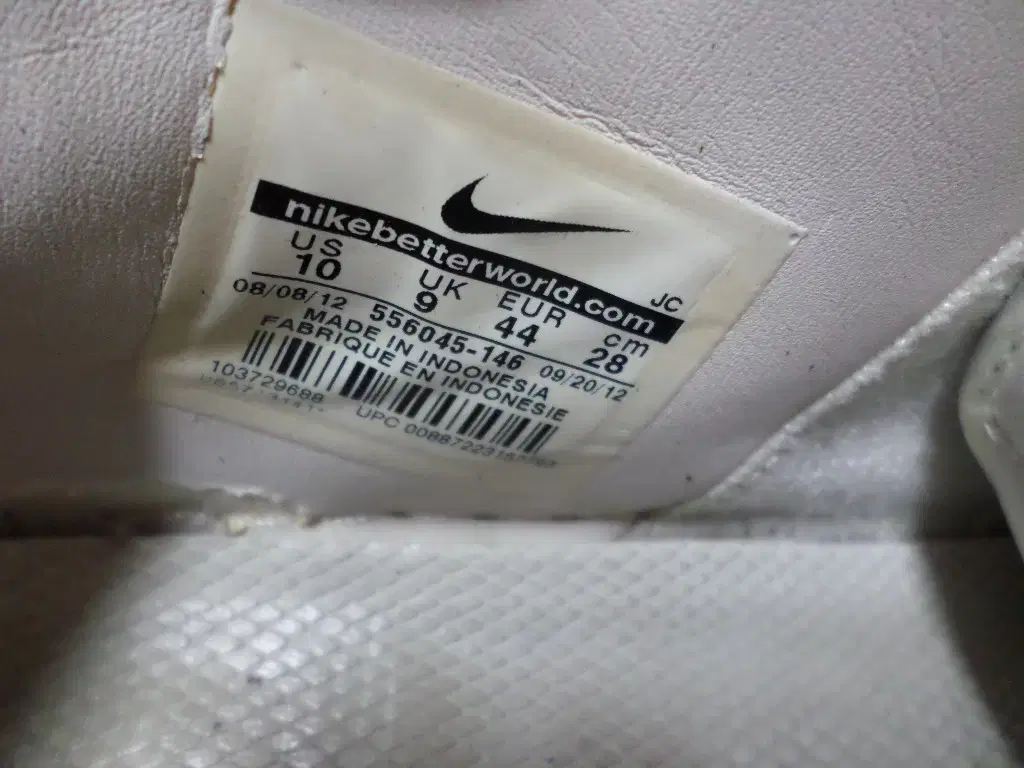 nikebetterworld.com
JC
US UK EUR cm
10 9 44 28
08/08/12 556045-146 09/20/12
MADE IN INDONESIA
FABRIQUE EN INDONESIE
103729688
UPC